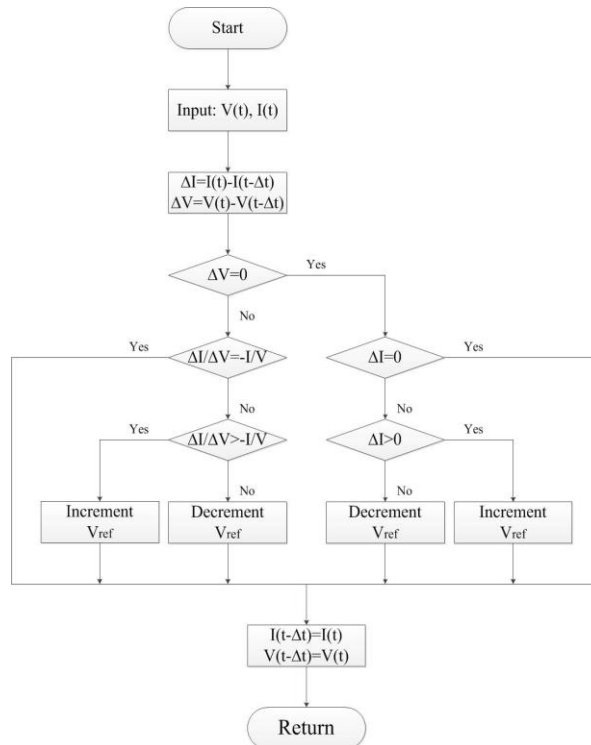 Start
Input: V(t), I(t)
ΔI=I(t)-I(t-Δt)
ΔV=V(t)-V(t-Δt)
ΔV=0
Yes
No
Yes
ΔI/ΔV=-I/V
ΔI=0
Yes
No
No
Yes
ΔI/ΔV>-I/V
ΔI>0
Yes
No
No
Increment
Vref
Decrement
Vref
Decrement
Vref
Increment
Vref
I(t-Δt)=I(t)
V(t-Δt)=V(t)
Return